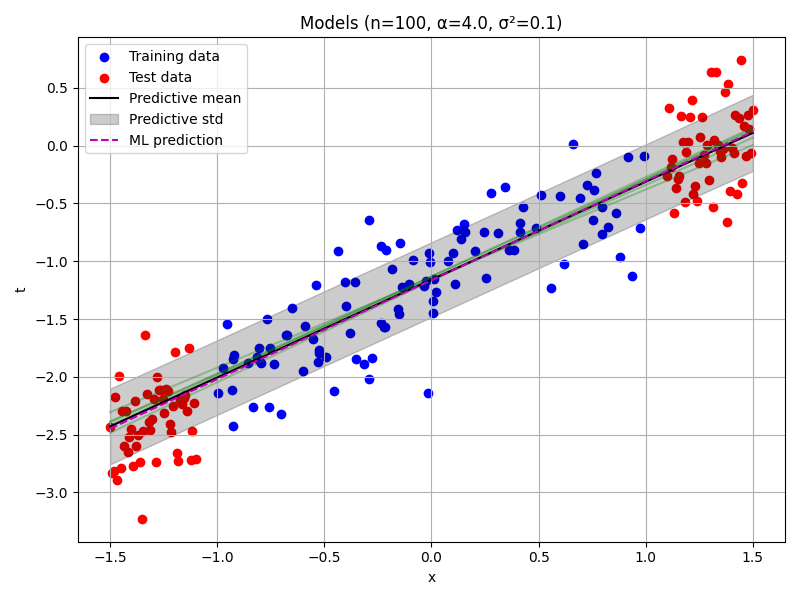 Models (n=100, α=4.0, σ²=0.1)
Training data
Test data
Predictive mean
Predictive std
ML prediction
0.5
0.0
−0.5
−1.0
−1.5
−2.0
−2.5
−3.0
t
−1.5 −1.0 −0.5 0.0 0.5 1.0 1.5
x